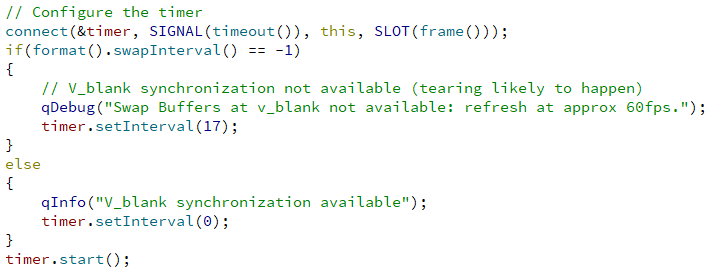 // Configure the timer
connect(&timer, SIGNAL(timeout()), this, SLOT(frame()));
if(format().swapInterval() == -1)
{
    // V_blank synchronization not available (tearing likely to happen)
    qDebug("Swap Buffers at v_blank not available: refresh at approx 60fps.");
    timer.setInterval(17);
}
else
{
    qInfo("V_blank synchronization available");
    timer.setInterval(0);
}
timer.start();